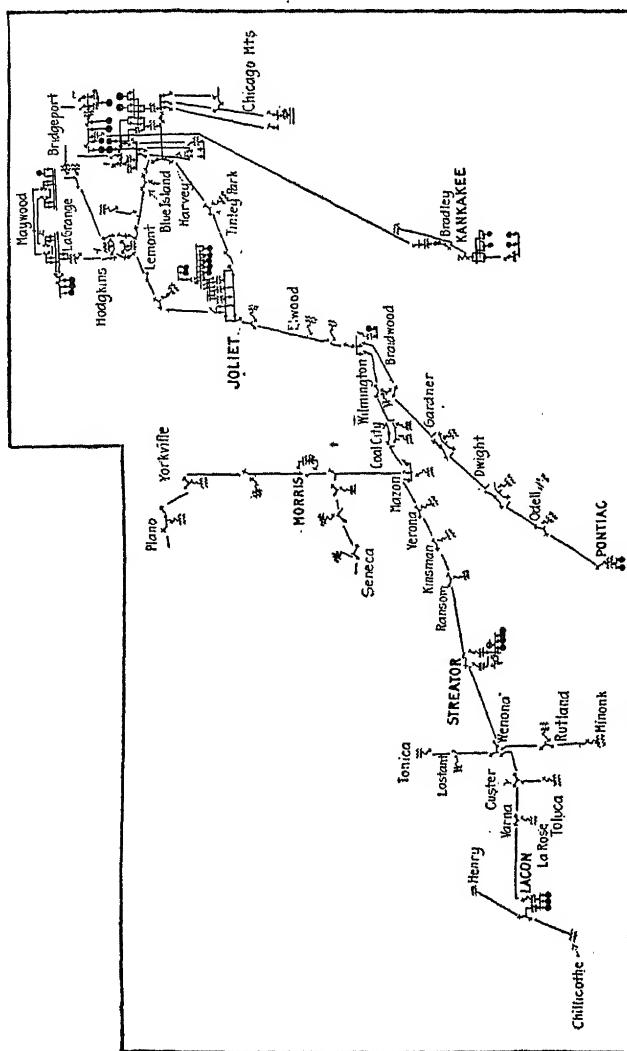 Maywood
LaGrange
Bridgeport
Hodgkins
Lemont
Blue Island
Harvey
Tinley Park
Chicago Hts
JOLIET
Elwood
Bradley
KANKAKEE
Wilmington
Braidwood
Coal City
Gardner
Plano
Yorkville
MORRIS
Seneca
Mazon
Verona
Kinsman
Ransom
Dwight
Odell
PONTIAC
STREATOR
Tonica
Lostant
Wenona
Rutland
Minonk
Custer
Varna
La Rose
Toluca
Henry
LACON
Chillicothe